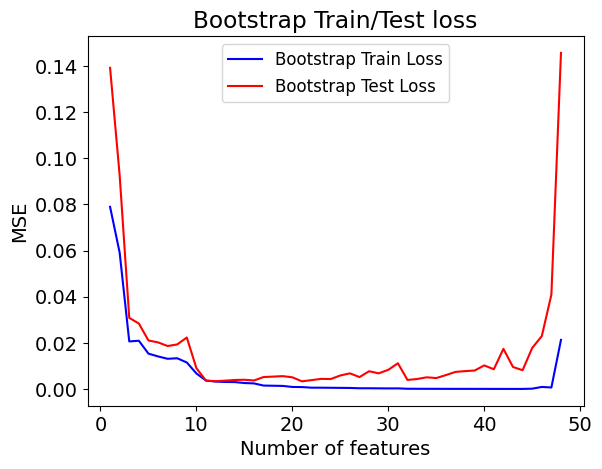 Bootstrap Train/Test loss
Bootstrap Train Loss
Bootstrap Test Loss
0.14
0.12
0.10
0.08
0.06
0.04
0.02
0.00
MSE
0 10 20 30 40 50
Number of features